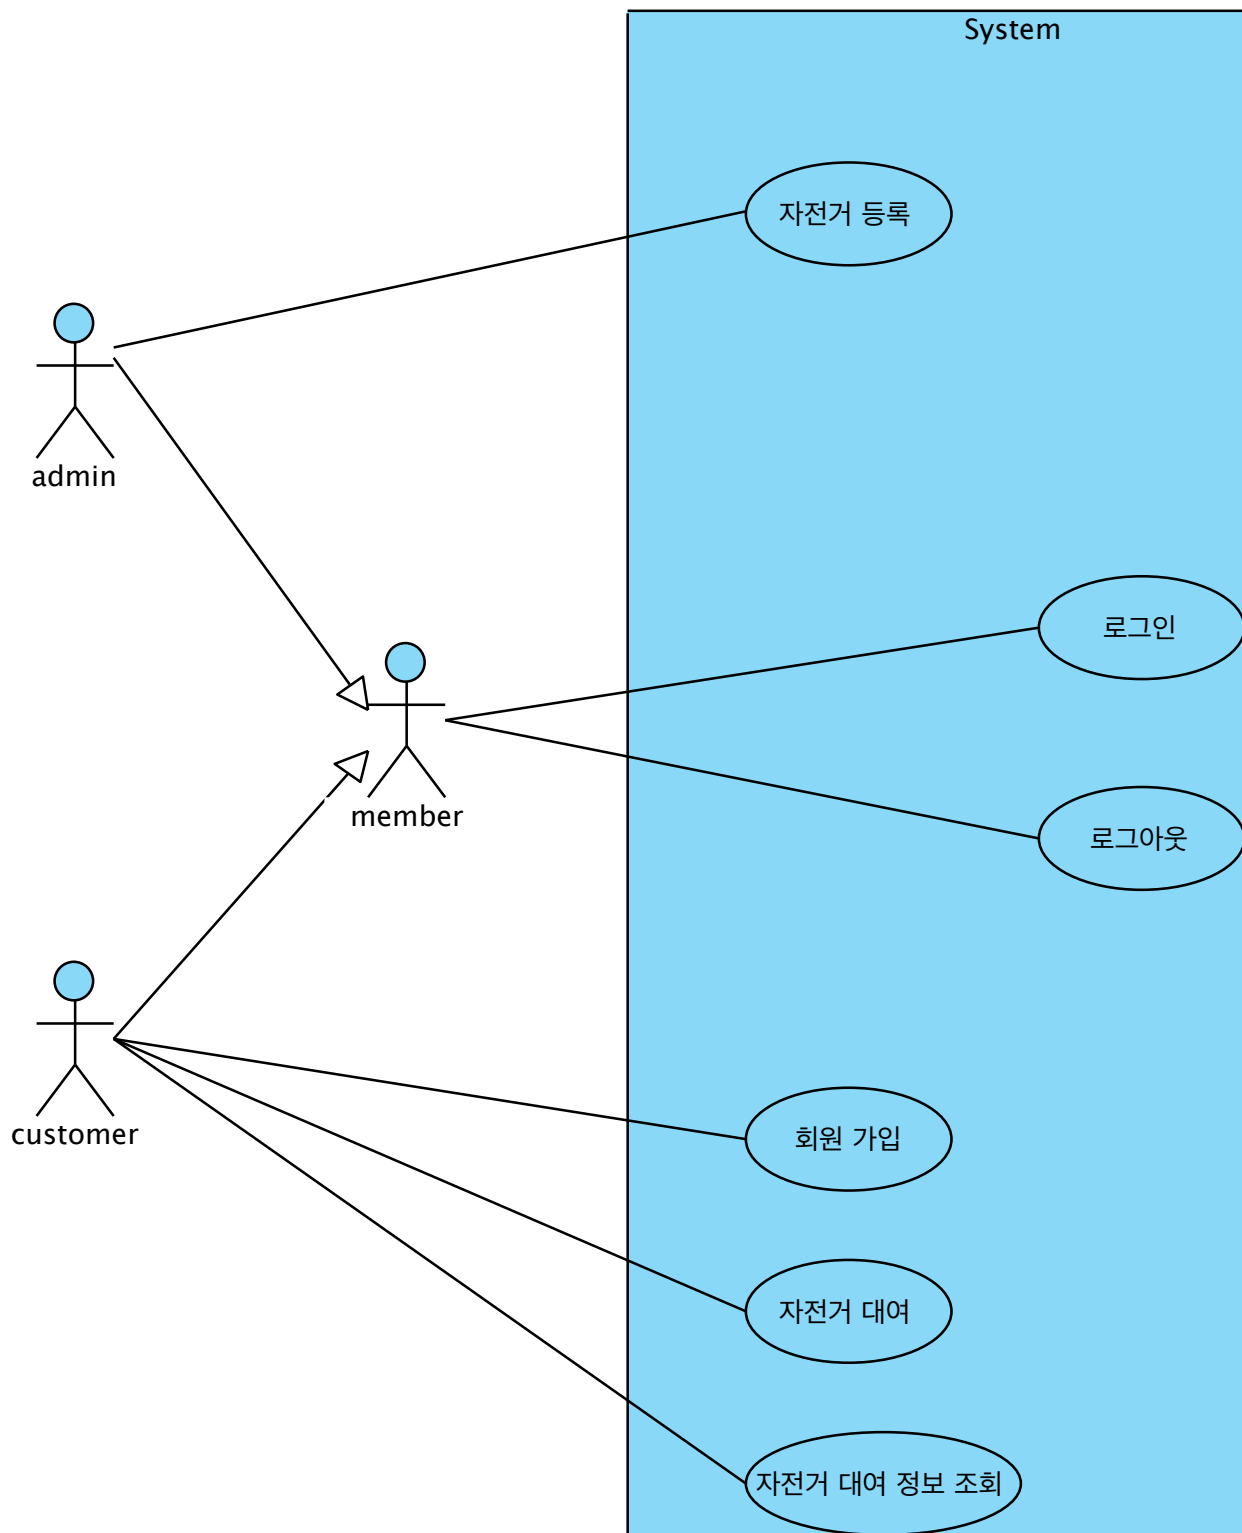 System
자전거 등록
admin
로그인
member
로그아웃
customer
회원 가입
자전거 대여
자전거 대여 정보 조회